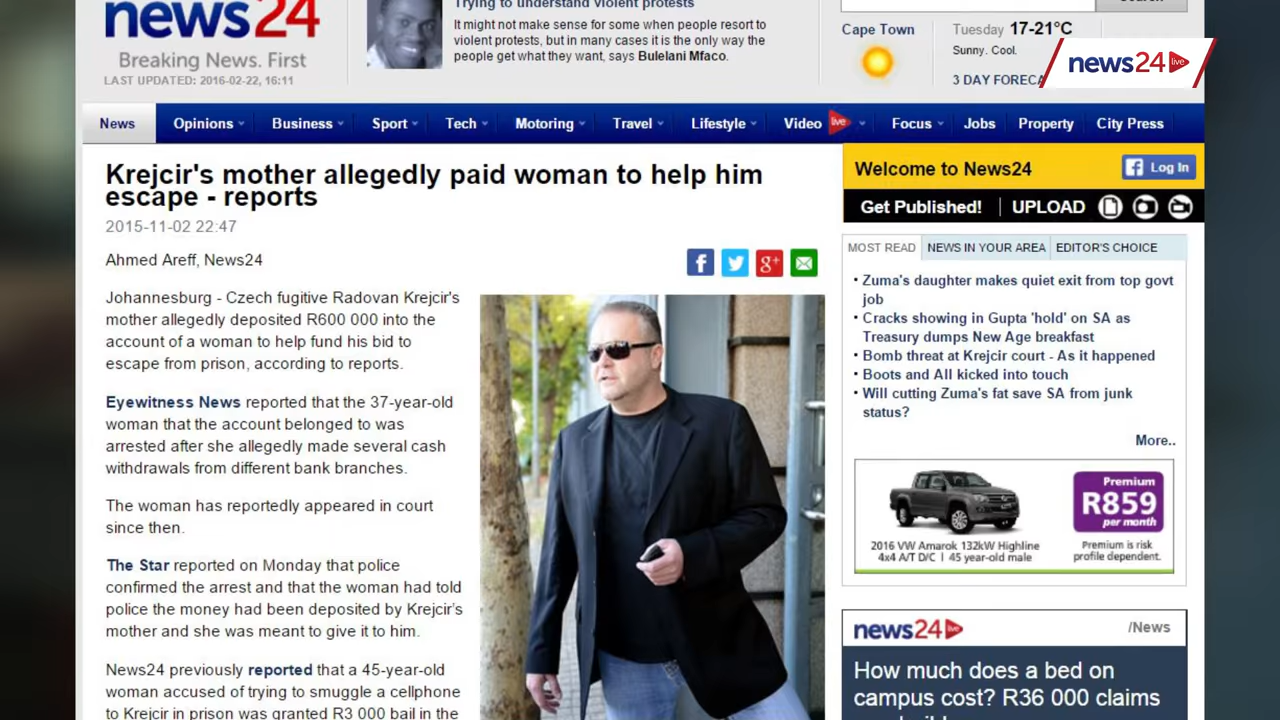 news24
Breaking News. First
LAST UPDATED: 2016-02-22, 16:11
Trying to understand violent protests
It might not make sense for some when people resort to
violent protests, but in many cases it is the only way the
people get what they want, says Bulelani Mfaco.
Cape Town
Tuesday 17-21°C
Sunny. Cool.
3 DAY
news24 live
News
Opinions
Business
Sport
Tech
Motoring
Travel
Lifestyle
Video live
Focus
Jobs
Property
City Press
Krejcir's mother allegedly paid woman to help him
escape - reports
2015-11-02 22:47
Ahmed Areff, News24
Johannesburg - Czech fugitive Radovan Krejcir's
mother allegedly deposited R600 000 into the
account of a woman to help fund his bid to
escape from prison, according to reports.
Eyewitness News reported that the 37-year-old
woman that the account belonged to was
arrested after she allegedly made several cash
withdrawals from different bank branches.
The woman has reportedly appeared in court
since then.
The Star reported on Monday that police
confirmed the arrest and that the woman had told
police the money had been deposited by Krejcir's
mother and she was meant to give it to him.
News24 previously reported that a 45-year-old
woman accused of trying to smuggle a cellphone
to Krejcir in prison was granted R3 000 bail in the
Welcome to News24
f Log In
Get Published! | UPLOAD
MOST READ
NEWS IN YOUR AREA
EDITOR'S CHOICE
Zuma's daughter makes quiet exit from top govt
job
Cracks showing in Gupta 'hold' on SA as
Treasury dumps New Age breakfast
Bomb threat at Krejcir court - As it happened
Boots and All kicked into touch
Will cutting Zuma's fat save SA from junk
status?
More..
Premium
R859
per month
2016 VW Amarok 132kW Highline
4x4 A/T D/C | 45 year-old male
Premium is risk
profile dependent.
news24
/News
How much does a bed on
campus cost? R36 000 claims